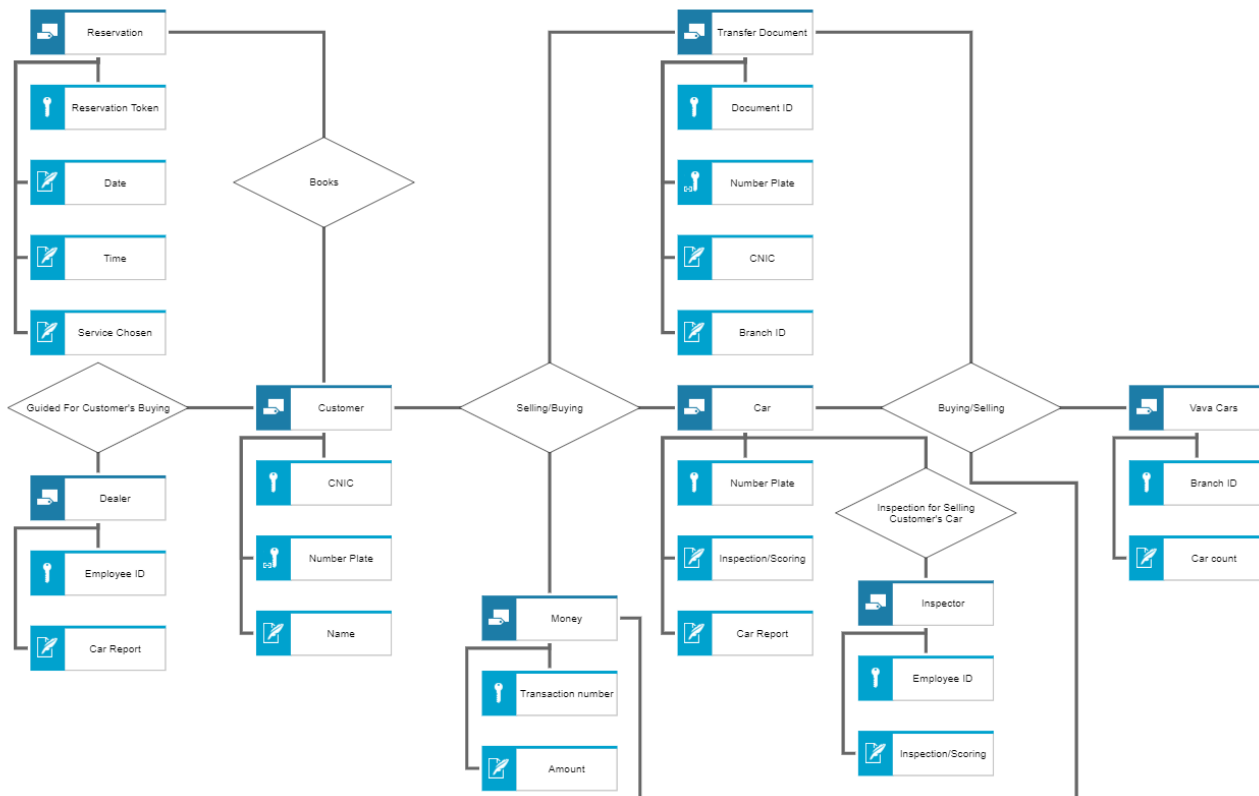 Reservation
Transfer Document
Reservation Token
Document ID
Books
Date
Number Plate
Time
CNIC
Service Chosen
Branch ID
Guided For Customer's Buying
Customer
Selling/Buying
Car
Buying/Selling
Vava Cars
Dealer
CNIC
Number Plate
Inspection for Selling
Customer's Car
Branch ID
Employee ID
Number Plate
Inspection/Scoring
Car count
Money
Inspector
Car Report
Name
Car Report
Transaction number
Employee ID
Amount
Inspection/Scoring